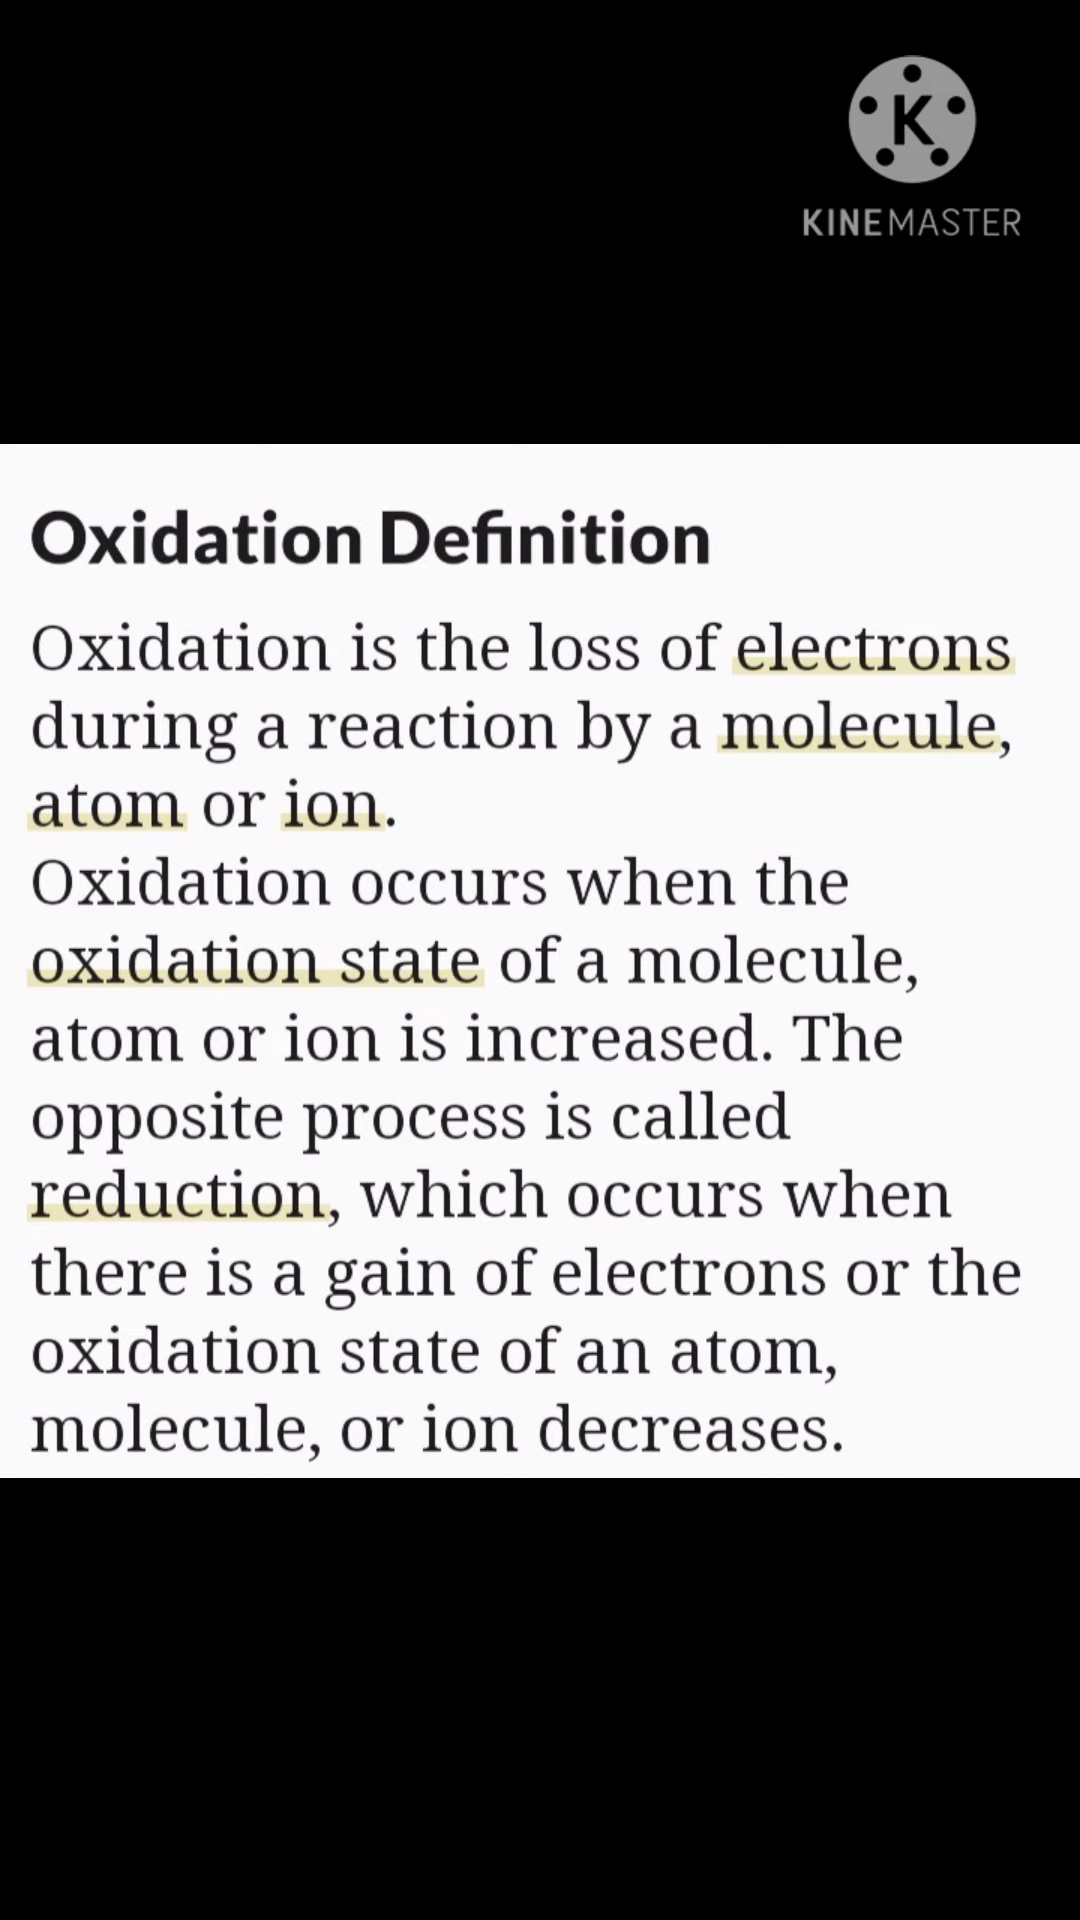 K
KINEMASTER
Oxidation Definition
Oxidation is the loss of electrons
during a reaction by a molecule,
atom or ion.
Oxidation occurs when the
oxidation state of a molecule,
atom or ion is increased. The
opposite process is called
reduction, which occurs when
there is a gain of electrons or the
oxidation state of an atom,
molecule, or ion decreases.